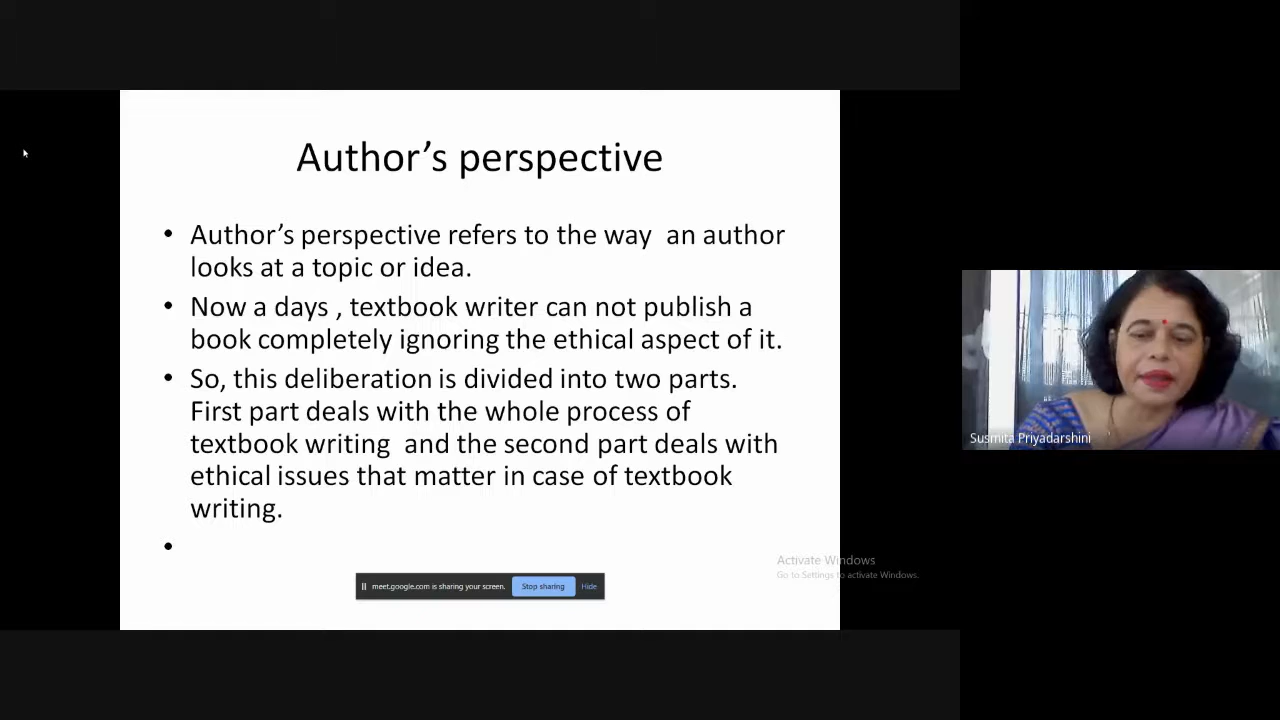 Author’s perspective
• Author’s perspective refers to the way  an author
looks at a topic or idea.
• Now a days , textbook writer can not publish a
book completely ignoring the ethical aspect of it.
• So, this deliberation is divided into two parts.
First part deals with the whole process of
textbook writing  and the second part deals with
ethical issues that matter in case of textbook
writing.
•
Susmita Priyadarshini
Activate Windows
Go to Settings to activate Windows.
meet.google.com is sharing your screen. Stop sharing Hide